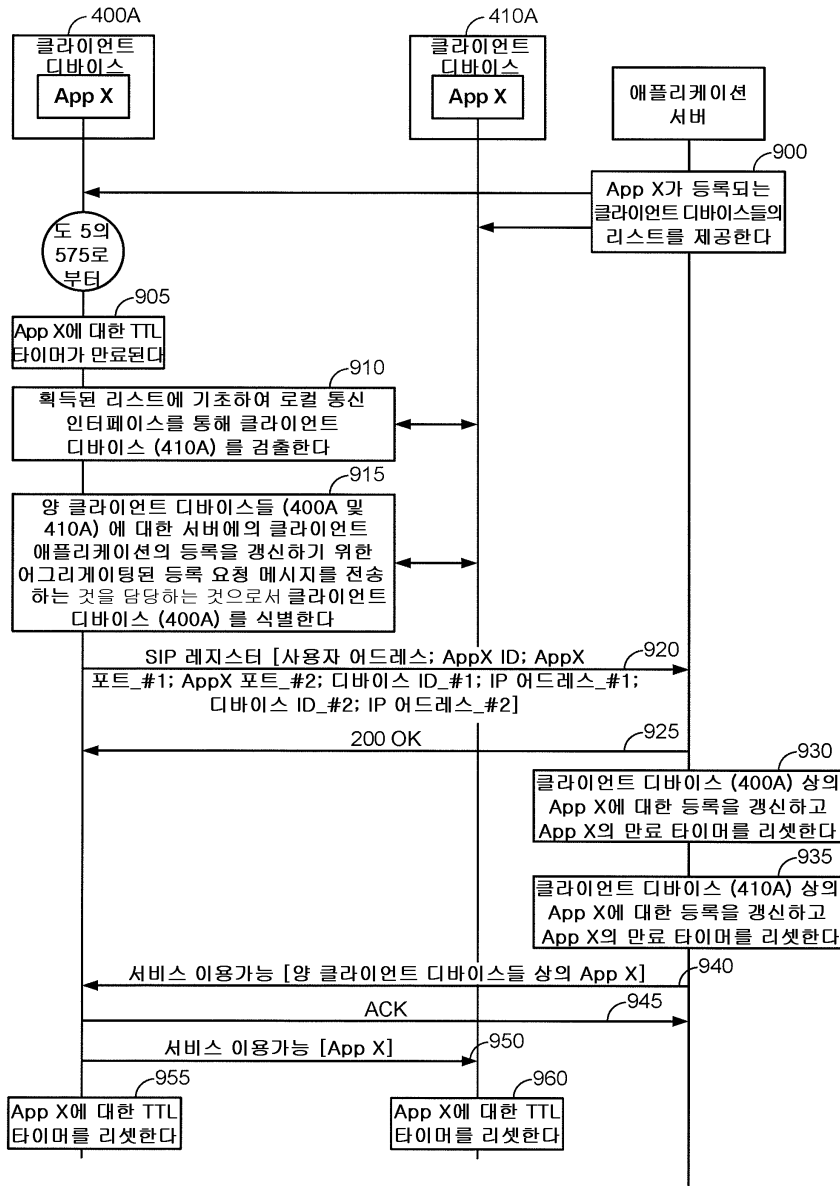 400A
클라이언트
디바이스
App X
410A
클라이언트
디바이스
App X
애플리케이션
서버
900
App X가 등록되는
클라이언트 디바이스들의
리스트를 제공한다
도 5의
575로
부터
905
App X에 대한 TTL
타이머가 만료된다
910
획득된 리스트에 기초하여 로컬 통신
인터페이스를 통해 클라이언트
디바이스 (410A) 를 검출한다
915
양 클라이언트 디바이스들 (400A 및
410A) 에 대한 서버에의 클라이언트
애플리케이션의 등록을 갱신하기 위한
어그리게이팅된 등록 요청 메시지를 전송
하는 것을 담당하는 것으로서 클라이언트
디바이스 (400A) 를 식별한다
SIP 레지스터 [사용자 어드레스; AppX ID; AppX
920
포트_#1; AppX 포트_#2; 디바이스 ID_#1; IP 어드레스_#1;
디바이스 ID_#2; IP 어드레스_#2]
200 OK
925
930
클라이언트 디바이스 (400A) 상의
App X에 대한 등록을 갱신하고
App X의 만료 타이머를 리셋한다
935
클라이언트 디바이스 (410A) 상의
App X에 대한 등록을 갱신하고
App X의 만료 타이머를 리셋한다
서비스 이용가능 [양 클라이언트 디바이스들 상의 App X]
940
ACK
945
서비스 이용가능 [App X]
950
955
App X에 대한 TTL
타이머를 리셋한다
960
App X에 대한 TTL
타이머를 리셋한다